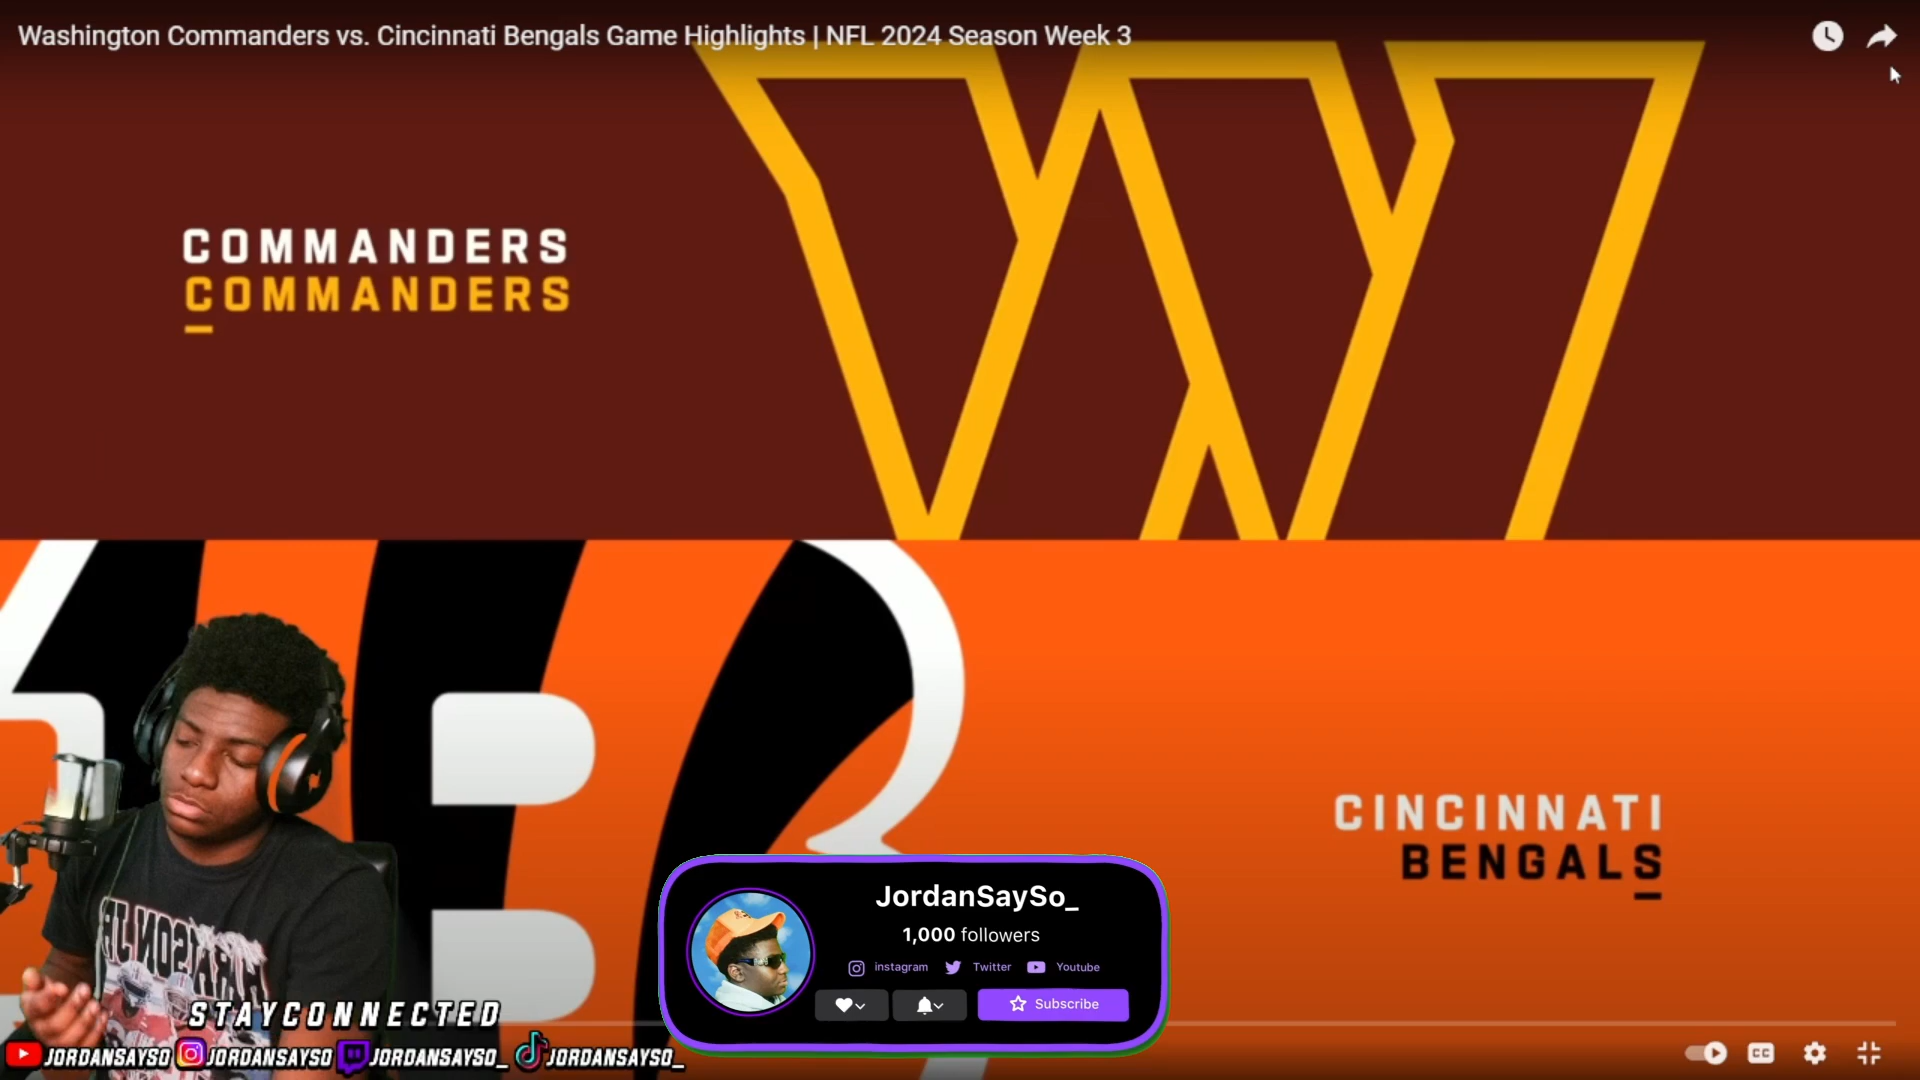 Washington Commanders vs. Cincinnati Bengals Game Highlights | NFL 2024 Season Week 3
COMMANDERS
COMMANDERS
CINCINNATI
BENGALS
JordanSaySo_
1,000 followers
instagram Twitter Youtube
Subscribe
STAYCONNECTED
JORDANSAYSO JORDANSAYSO JORDANSAYSO_ JORDANSAYSO_
CC